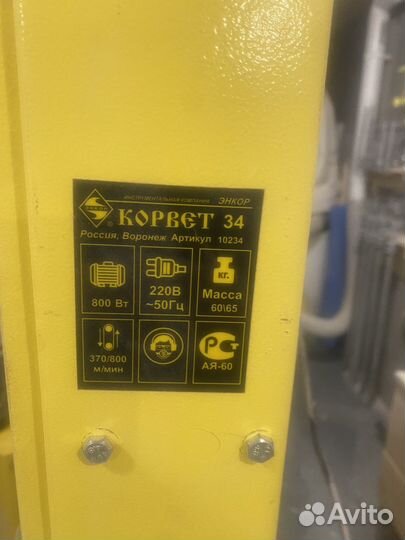 ИНСТРУМЕНТАЛЬНАЯ КОМПАНИЯ ЭНКОР
КОРВЕТ 34
Россия, Воронеж Артикул 10234
800 Вт
220В
~50Гц
КГ.
Масса
60\65
370/800
м/мин
РСТ
АЯ-60
Avito